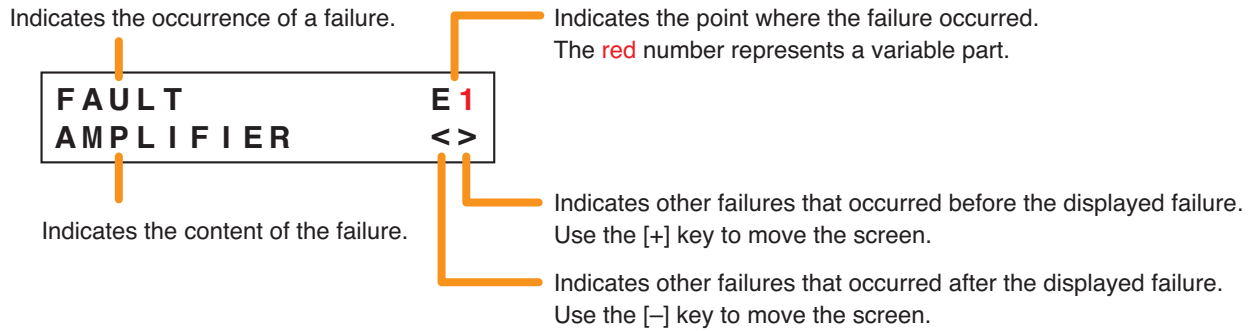 Indicates the occurrence of a failure.
Indicates the point where the failure occurred.
The red number represents a variable part.
FAULT E1
AMPLIFIER <>
Indicates the content of the failure.
Indicates other failures that occurred before the displayed failure.
Use the [+] key to move the screen.
Indicates other failures that occurred after the displayed failure.
Use the [–] key to move the screen.